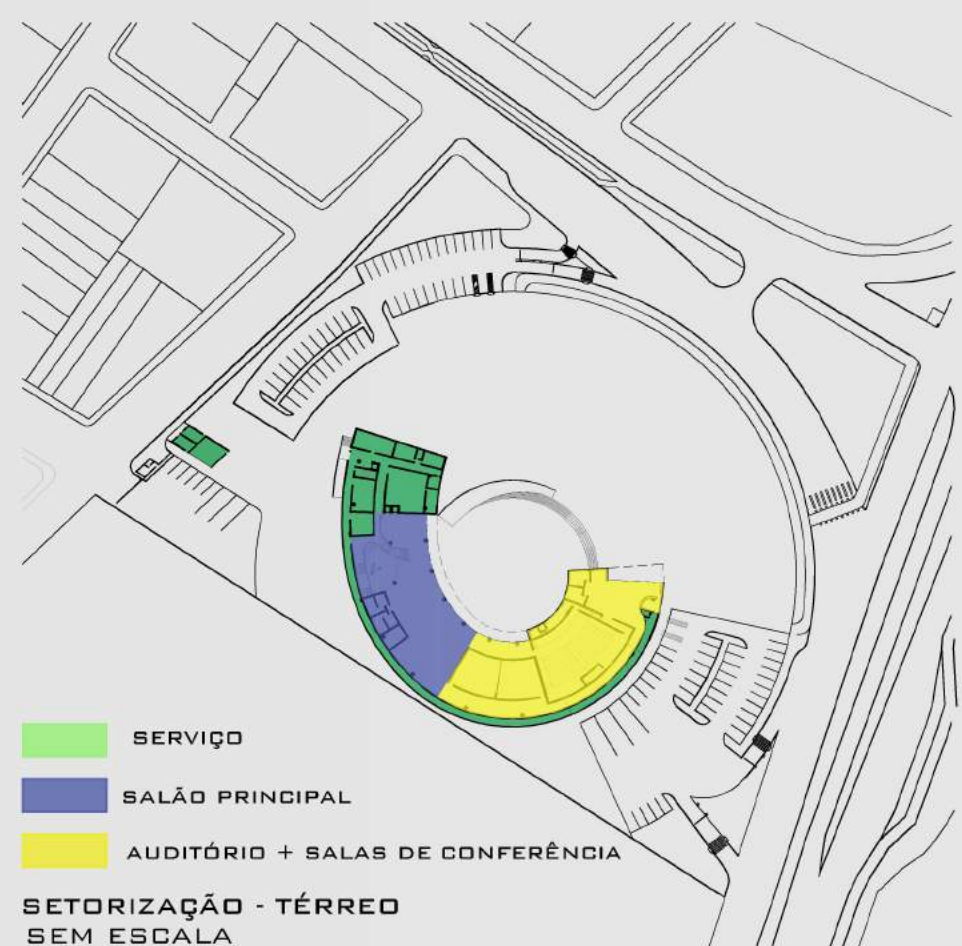 SERVIÇO
SALÃO PRINCIPAL
AUDITÓRIO + SALAS DE CONFERÊNCIA
SETORIZAÇÃO - TÉRREO
SEM ESCALA